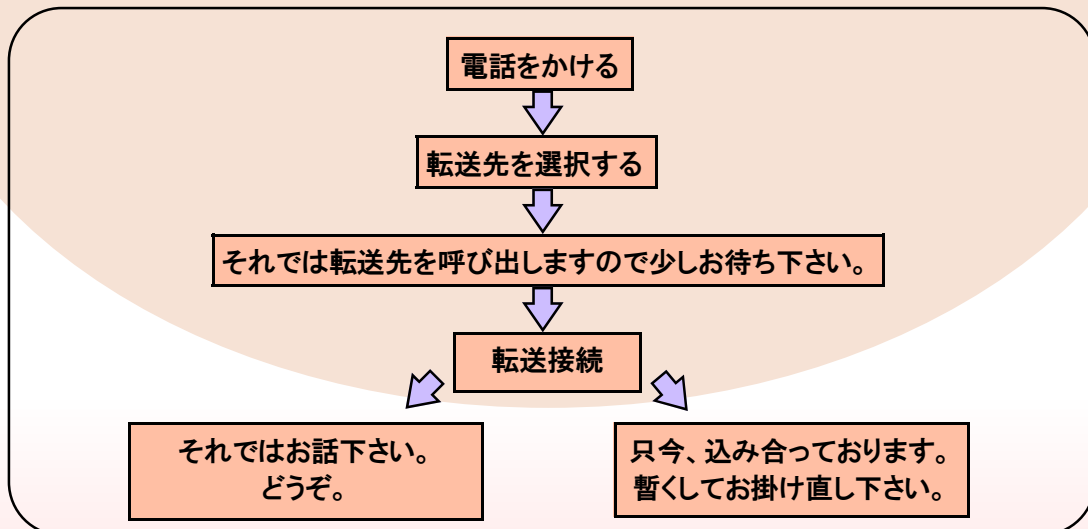 電話をかける
転送先を選択する
それでは転送先を呼び出しますので少しお待ち下さい。
転送接続
それではお話下さい。
どうぞ。
只今、込み合っております。
暫くしてお掛け直し下さい。